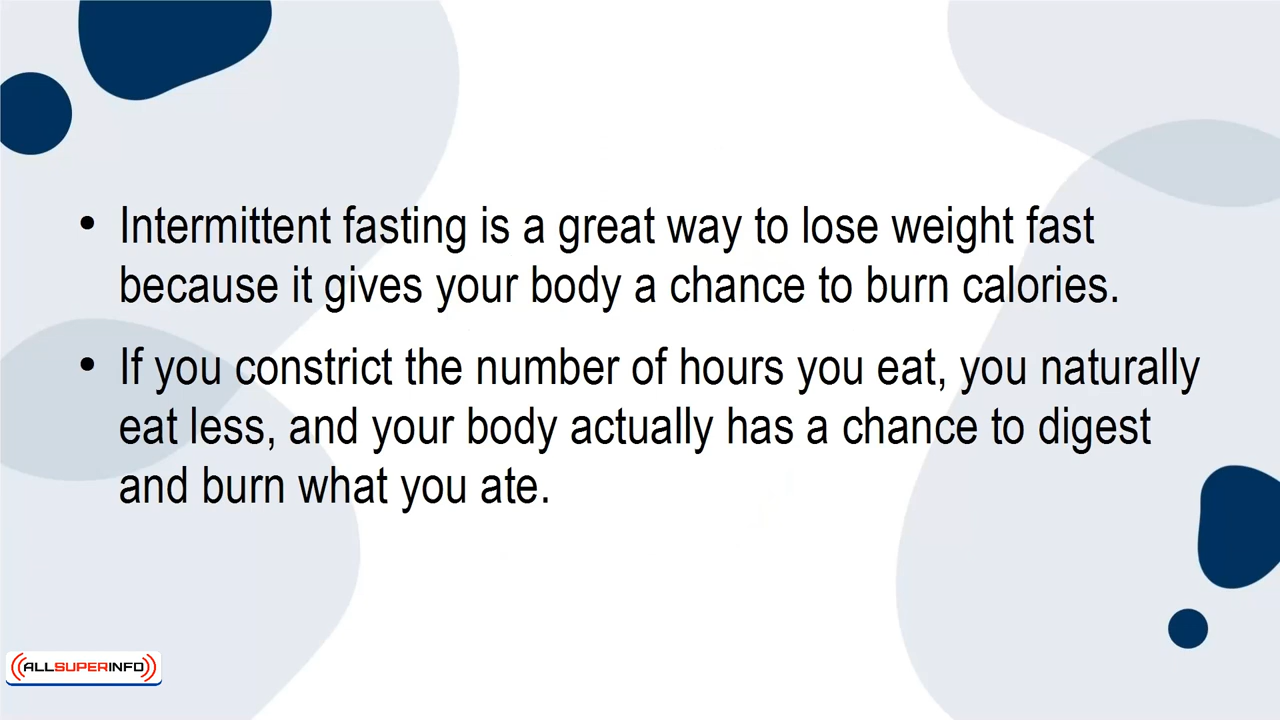 • Intermittent fasting is a great way to lose weight fast
because it gives your body a chance to burn calories.
• If you constrict the number of hours you eat, you naturally
eat less, and your body actually has a chance to digest
and burn what you ate.
ALLSUPERINFO